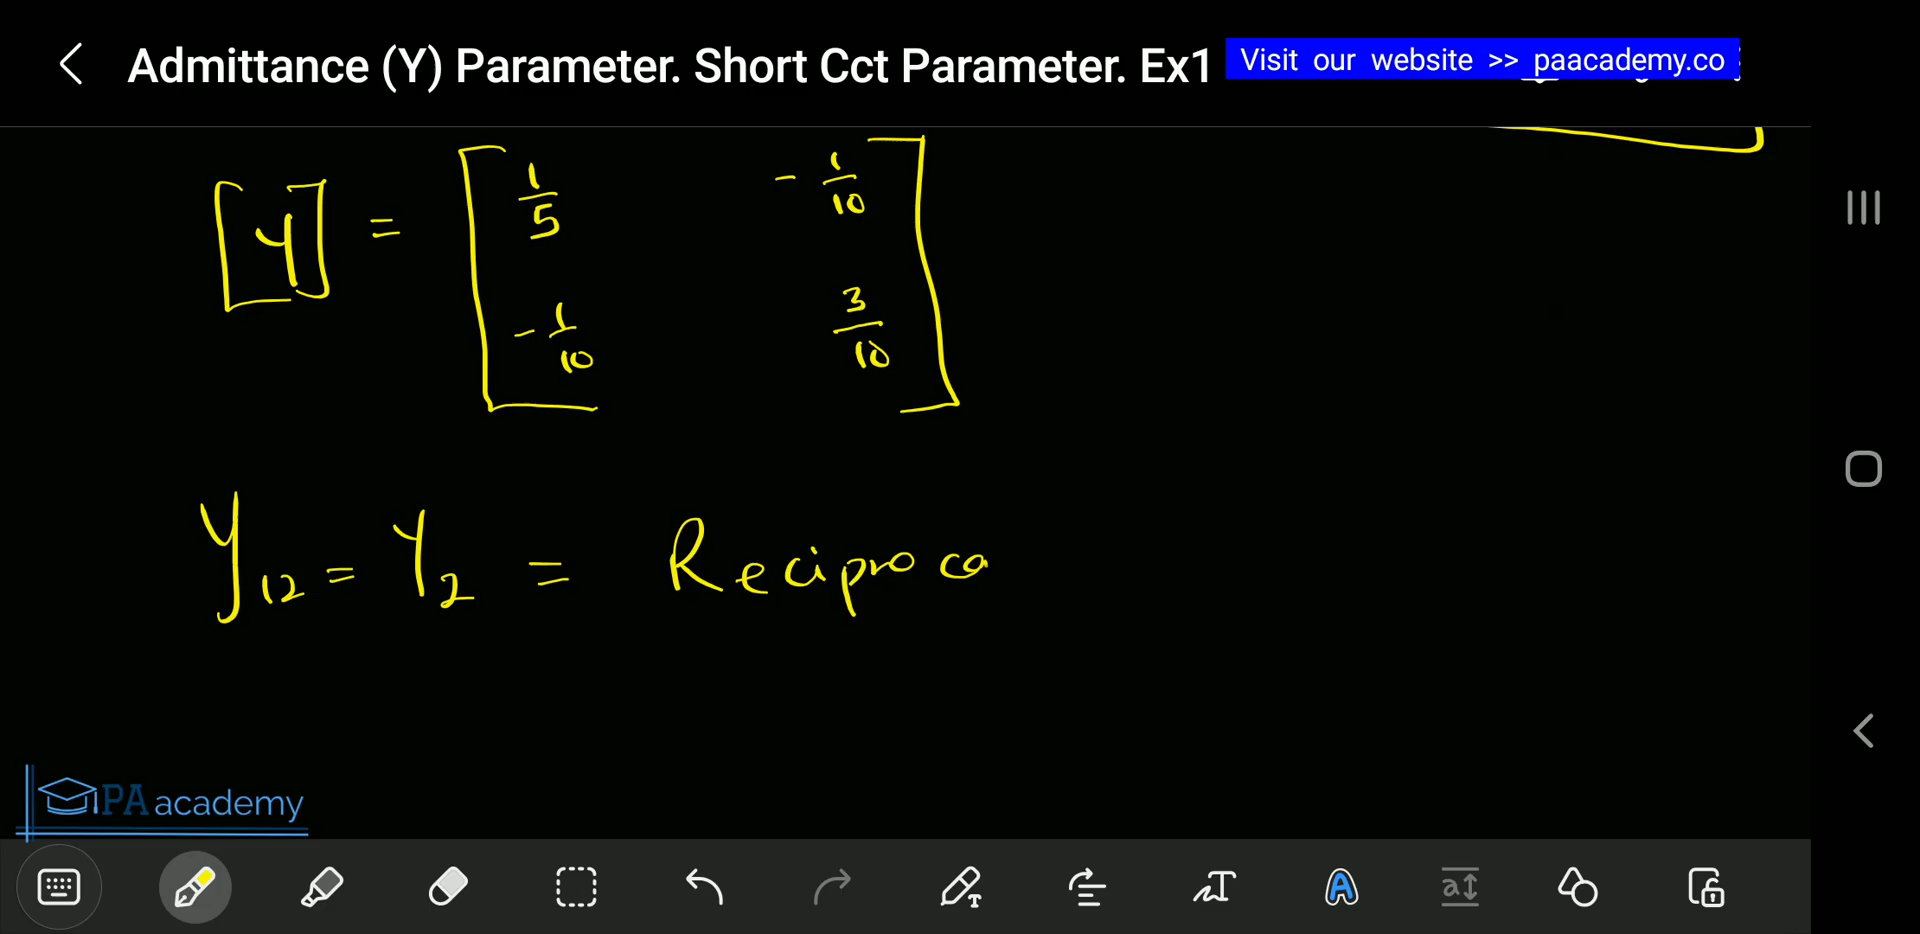 Admittance (Y) Parameter. Short Cct Parameter. Ex1
Visit our website >> paacademy.co
[y] = [ 1/5 - 1/10
- 1/10 3/10 ]
Y12 = Y2 = Reciproca
PA academy